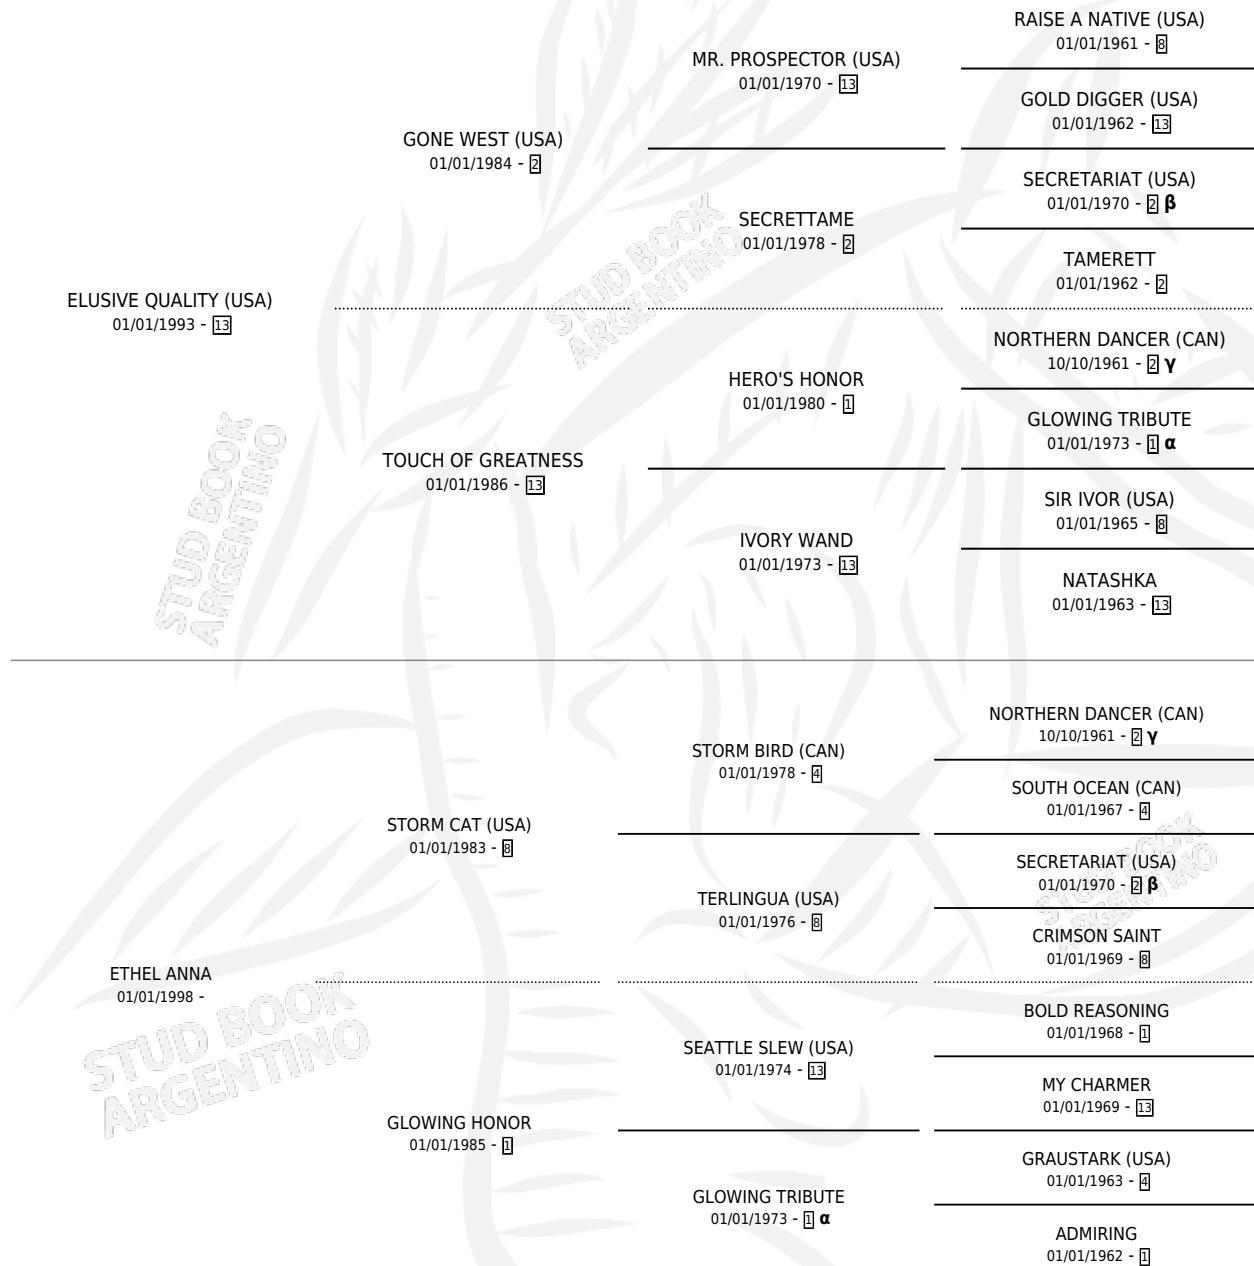 RAISE A NATIVE (USA)
01/01/1961 - 8
MR. PROSPECTOR (USA)
01/01/1970 - 13
GOLD DIGGER (USA)
01/01/1962 - 13
GONE WEST (USA)
01/01/1984 - 2
SECRETARIAT (USA)
01/01/1970 - 2 β
SECRETTAME
01/01/1978 - 2
TAMERETT
01/01/1962 - 2
ELUSIVE QUALITY (USA)
01/01/1993 - 13
NORTHERN DANCER (CAN)
10/10/1961 - 2 γ
HERO'S HONOR
01/01/1980 - 1
GLOWING TRIBUTE
01/01/1973 - 1 α
TOUCH OF GREATNESS
01/01/1986 - 13
SIR IVOR (USA)
01/01/1965 - 8
IVORY WAND
01/01/1973 - 13
NATASHKA
01/01/1963 - 13
STUD BOOK
ARGENTINO
STUD BOOK
ARGENTINO
NORTHERN DANCER (CAN)
10/10/1961 - 2 γ
STORM BIRD (CAN)
01/01/1978 - 4
SOUTH OCEAN (CAN)
01/01/1967 - 4
STORM CAT (USA)
01/01/1983 - 8
SECRETARIAT (USA)
01/01/1970 - 2 β
TERLINGUA (USA)
01/01/1976 - 8
CRIMSON SAINT
01/01/1969 - 8
STUD BOOK
ARGENTINO
ETHEL ANNA
01/01/1998 -
BOLD REASONING
01/01/1968 - 1
SEATTLE SLEW (USA)
01/01/1974 - 13
MY CHARMER
01/01/1969 - 13
STUD BOOK
ARGENTINO
GLOWING HONOR
01/01/1985 - 1
GRAUSTARK (USA)
01/01/1963 - 4
GLOWING TRIBUTE
01/01/1973 - 1 α
ADMIRING
01/01/1962 - 1